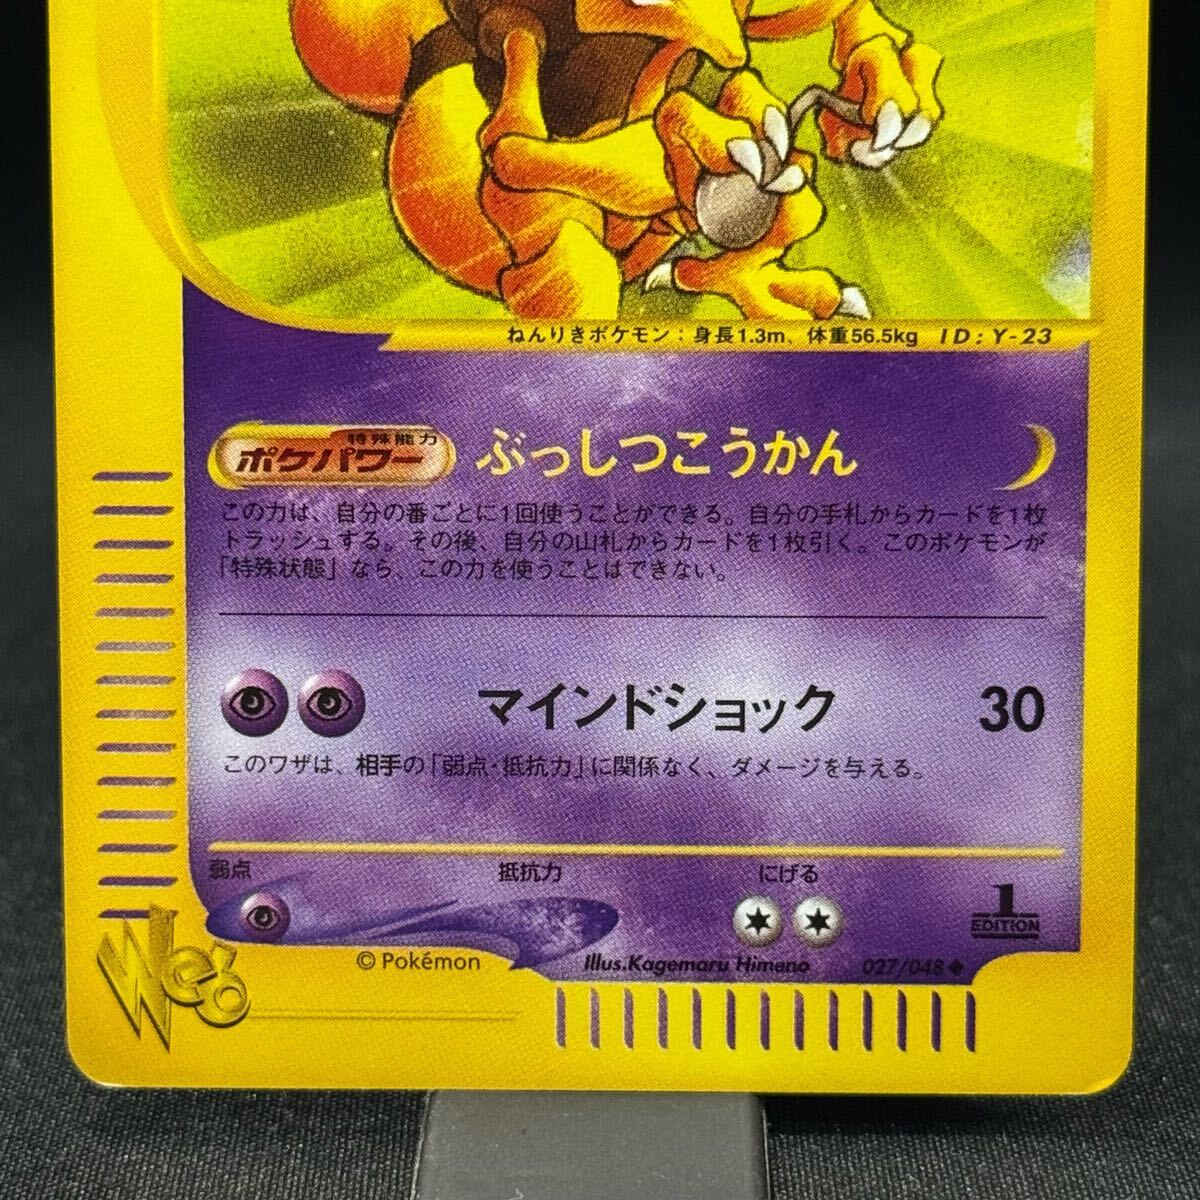 ねんりきポケモン：身長1.3m、体重56.5kg ID：Y-23
特殊能力
ポケパワー ぶっしつこうかん
この力は、自分の番ごとに1回使うことができる。自分の手札からカードを1枚
トラッシュする。その後、自分の山札からカードを1枚引く。このポケモンが
「特殊状態」なら、この力を使うことはできない。
マインドショック 30
このワザは、相手の「弱点・抵抗力」に関係なく、ダメージを与える。
弱点 抵抗力 にげる
1
EDITION
Web
© Pokémon Illus.Kagemaru Himeno 027/048